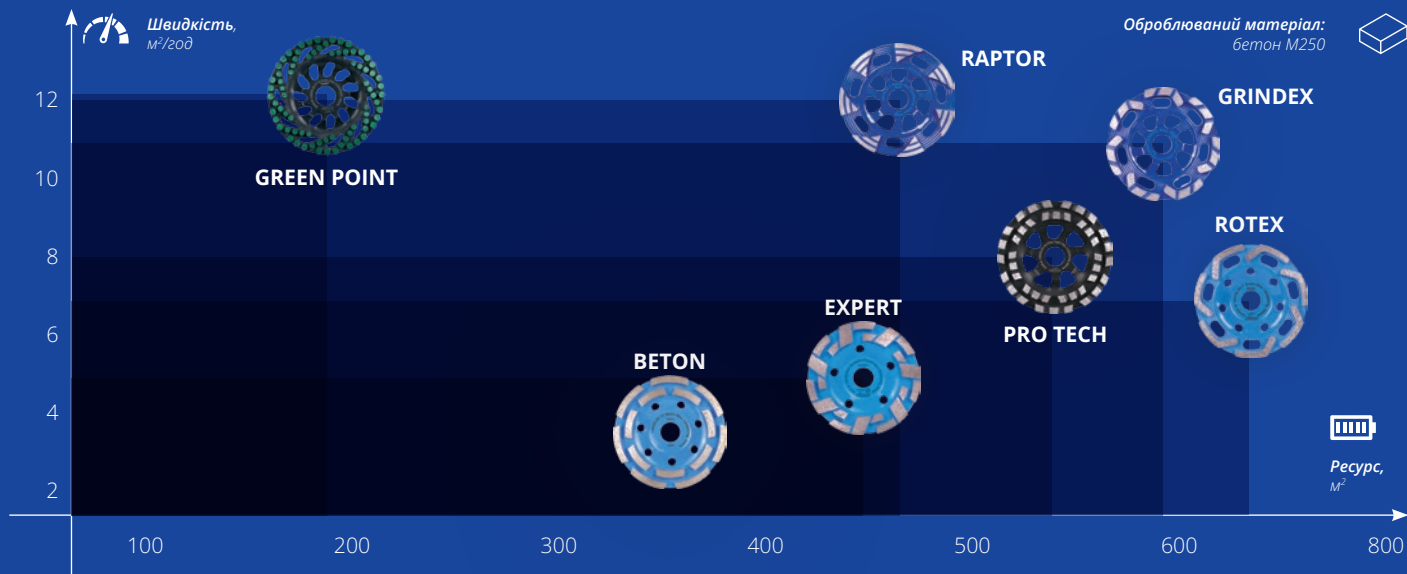 Швидкість,
м²/год
Оброблюваний матеріал:
бетон М250
RAPTOR
GRINDEX
12
10
GREEN POINT
ROTEX
8
EXPERT
6
PRO TECH
BETON
4
Ресурс,
м²
2
100 200 300 400 500 600 800